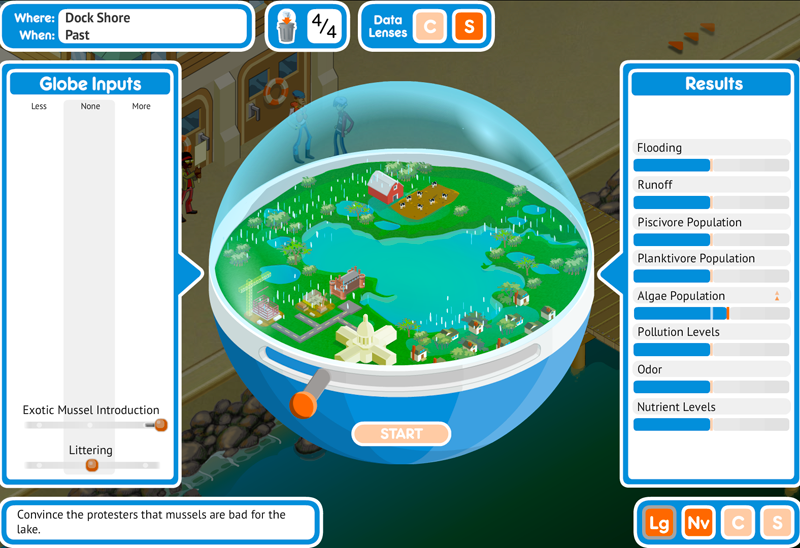 Where: Dock Shore
When: Past
4/4
Data Lenses C S
Globe Inputs
Less None More
Exotic Mussel Introduction
Littering
START
Results
Flooding
Runoff
Piscivore Population
Planktivore Population
Algae Population
Pollution Levels
Odor
Nutrient Levels
Convince the protesters that mussels are bad for the
lake.
Lg Nv C S